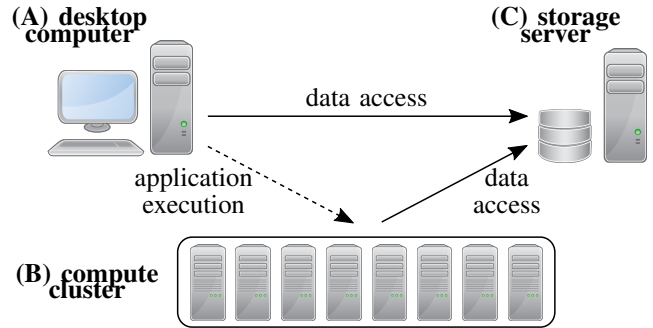 (A) desktop
computer
(C) storage
server
data access
application
execution
data
access
(B) compute
cluster